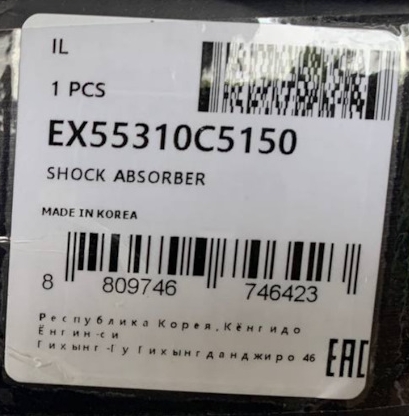 IL
1 PCS
EX55310C5150
SHOCK ABSORBER
MADE IN KOREA
8 809746 746423
Республика Корея, Кёнгидо
Ёнгин-си
Гихынг-Гу Гихынгданджиро 46
EAC